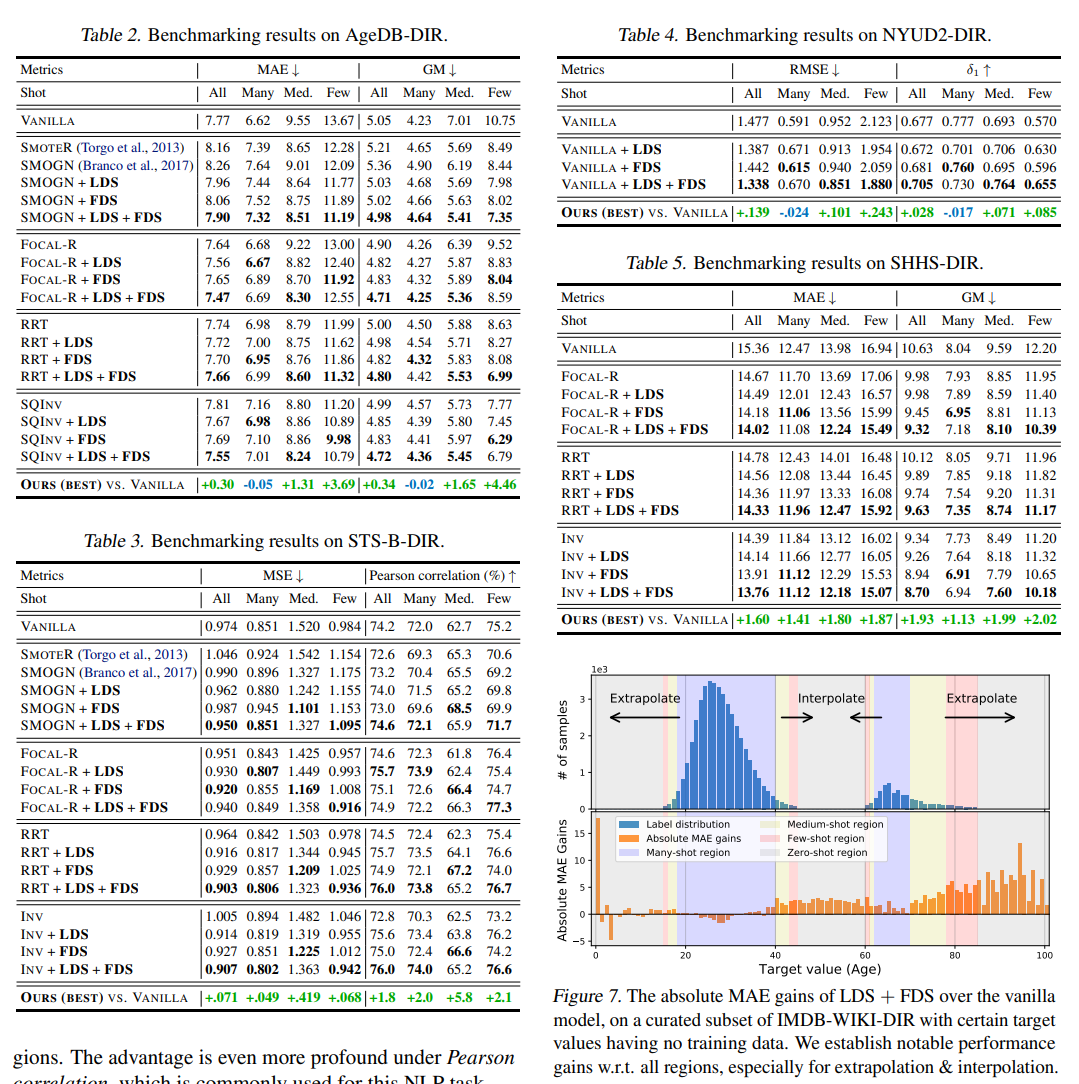 Table 2. Benchmarking results on AgeDB-DIR.
Metrics MAE ↓ GM ↓
Shot All Many Med. Few All Many Med. Few
VANILLA 7.77 6.62 9.55 13.67 5.05 4.23 7.01 10.75
SMOTER (Torgo et al., 2013) 8.16 7.39 8.65 12.28 5.21 4.65 5.69 8.49
SMOGN (Branco et al., 2017) 8.26 7.64 9.01 12.09 5.36 4.90 6.19 8.44
SMOGN + LDS 7.96 7.44 8.64 11.77 5.03 4.68 5.69 7.98
SMOGN + FDS 8.06 7.52 8.75 11.89 5.02 4.66 5.63 8.02
SMOGN + LDS + FDS 7.90 7.32 8.51 11.19 4.98 4.64 5.41 7.35
FOCAL-R 7.64 6.68 9.22 13.00 4.90 4.26 6.39 9.52
FOCAL-R + LDS 7.56 6.67 8.82 12.40 4.82 4.27 5.87 8.83
FOCAL-R + FDS 7.65 6.89 8.70 11.92 4.83 4.32 5.89 8.04
FOCAL-R + LDS + FDS 7.47 6.69 8.30 12.55 4.71 4.25 5.36 8.59
RRT 7.74 6.98 8.79 11.99 5.00 4.50 5.88 8.63
RRT + LDS 7.72 7.00 8.75 11.62 4.98 4.54 5.71 8.27
RRT + FDS 7.70 6.95 8.76 11.86 4.82 4.32 5.83 8.08
RRT + LDS + FDS 7.66 6.99 8.60 11.32 4.80 4.42 5.53 6.99
SQINV 7.81 7.16 8.80 11.20 4.99 4.57 5.73 7.77
SQINV + LDS 7.67 6.98 8.86 10.89 4.85 4.39 5.80 7.45
SQINV + FDS 7.69 7.10 8.86 9.98 4.83 4.41 5.97 6.29
SQINV + LDS + FDS 7.55 7.01 8.24 10.79 4.72 4.36 5.45 6.79
OURS (BEST) VS. VANILLA +0.30 -0.05 +1.31 +3.69 +0.34 -0.02 +1.65 +4.46
Table 3. Benchmarking results on STS-B-DIR.
Metrics MSE ↓ Pearson correlation (%) ↑
Shot All Many Med. Few All Many Med. Few
VANILLA 0.974 0.851 1.520 0.984 74.2 72.0 62.7 75.2
SMOTER (Torgo et al., 2013) 1.046 0.924 1.542 1.154 72.6 69.3 65.3 70.6
SMOGN (Branco et al., 2017) 0.990 0.896 1.327 1.175 73.2 70.4 65.5 69.2
SMOGN + LDS 0.962 0.880 1.242 1.155 74.0 71.5 65.2 69.8
SMOGN + FDS 0.987 0.945 1.101 1.153 73.0 69.6 68.5 69.9
SMOGN + LDS + FDS 0.950 0.851 1.327 1.095 74.6 72.1 65.9 71.7
FOCAL-R 0.951 0.843 1.425 0.957 74.6 72.3 61.8 76.4
FOCAL-R + LDS 0.930 0.807 1.449 0.993 75.7 73.9 62.4 75.4
FOCAL-R + FDS 0.920 0.855 1.169 1.008 75.1 72.6 66.4 74.7
FOCAL-R + LDS + FDS 0.940 0.849 1.358 0.916 74.9 72.2 66.3 77.3
RRT 0.964 0.842 1.503 0.978 74.5 72.4 62.3 75.4
RRT + LDS 0.916 0.817 1.344 0.945 75.7 73.5 64.1 76.6
RRT + FDS 0.929 0.857 1.209 1.025 74.9 72.1 67.2 74.0
RRT + LDS + FDS 0.903 0.806 1.323 0.936 76.0 73.8 65.2 76.7
INV 1.005 0.894 1.482 1.046 72.8 70.3 62.5 73.2
INV + LDS 0.914 0.819 1.319 0.955 75.6 73.4 63.8 76.2
INV + FDS 0.927 0.851 1.225 1.012 75.0 72.4 66.6 74.2
INV + LDS + FDS 0.907 0.802 1.363 0.942 76.0 74.0 65.2 76.6
OURS (BEST) VS. VANILLA +.071 +.049 +.419 +.068 +1.8 +2.0 +5.8 +2.1
gions. The advantage is even more profound under Pearson
correlation, which is commonly used for this NLP task
Table 4. Benchmarking results on NYUD2-DIR.
Metrics RMSE ↓ δ1 ↑
Shot All Many Med. Few All Many Med. Few
VANILLA 1.477 0.591 0.952 2.123 0.677 0.777 0.693 0.570
VANILLA + LDS 1.387 0.671 0.913 1.954 0.672 0.701 0.706 0.630
VANILLA + FDS 1.442 0.615 0.940 2.059 0.681 0.760 0.695 0.596
VANILLA + LDS + FDS 1.338 0.670 0.851 1.880 0.705 0.730 0.764 0.655
OURS (BEST) VS. VANILLA +.139 -.024 +.101 +.243 +.028 -.017 +.071 +.085
Table 5. Benchmarking results on SHHS-DIR.
Metrics MAE ↓ GM ↓
Shot All Many Med. Few All Many Med. Few
VANILLA 15.36 12.47 13.98 16.94 10.63 8.04 9.59 12.20
FOCAL-R 14.67 11.70 13.69 17.06 9.98 7.93 8.85 11.95
FOCAL-R + LDS 14.49 12.01 12.43 16.57 9.98 7.89 8.59 11.40
FOCAL-R + FDS 14.18 11.06 13.56 15.99 9.45 6.95 8.81 11.13
FOCAL-R + LDS + FDS 14.02 11.08 12.24 15.49 9.32 7.18 8.10 10.39
RRT 14.78 12.43 14.01 16.48 10.12 8.05 9.71 11.96
RRT + LDS 14.56 12.08 13.44 16.45 9.89 7.85 9.18 11.82
RRT + FDS 14.36 11.97 13.33 16.08 9.74 7.54 9.20 11.31
RRT + LDS + FDS 14.33 11.96 12.47 15.92 9.63 7.35 8.74 11.17
INV 14.39 11.84 13.12 16.02 9.34 7.73 8.49 11.20
INV + LDS 14.14 11.66 12.77 16.05 9.26 7.64 8.18 11.32
INV + FDS 13.91 11.12 12.29 15.53 8.94 6.91 7.79 10.65
INV + LDS + FDS 13.76 11.12 12.18 15.07 8.70 6.94 7.60 10.18
OURS (BEST) VS. VANILLA +1.60 +1.41 +1.80 +1.87 +1.93 +1.13 +1.99 +2.02
1e3
Extrapolate Interpolate Extrapolate
# of samples
3
2
1
0
Label distribution Medium-shot region
Absolute MAE gains Few-shot region
Many-shot region Zero-shot region
Absolute MAE Gains
15
10
5
0
−5
0 20 40 60 80 100
Target value (Age)
Figure 7. The absolute MAE gains of LDS + FDS over the vanilla
model, on a curated subset of IMDB-WIKI-DIR with certain target
values having no training data. We establish notable performance
gains w.r.t. all regions, especially for extrapolation & interpolation.